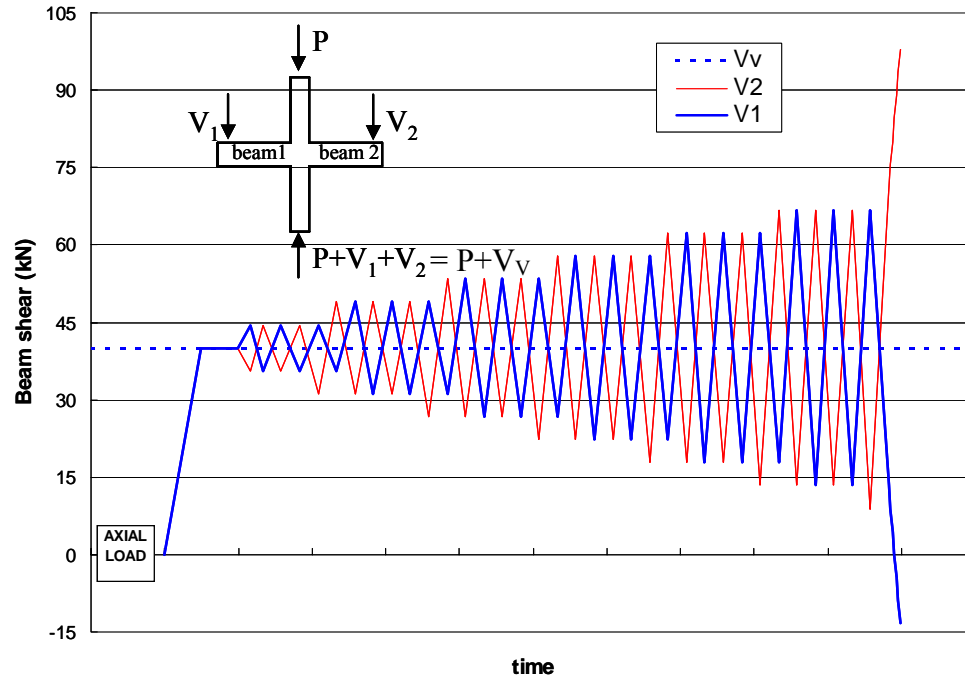 105
90
75
60
45
30
15
0
-15
Beam shear (kN)
time
P
V1
V2
beam1
beam 2
P+V1+V2 = P+VV
Vv
V2
V1
AXIAL
LOAD